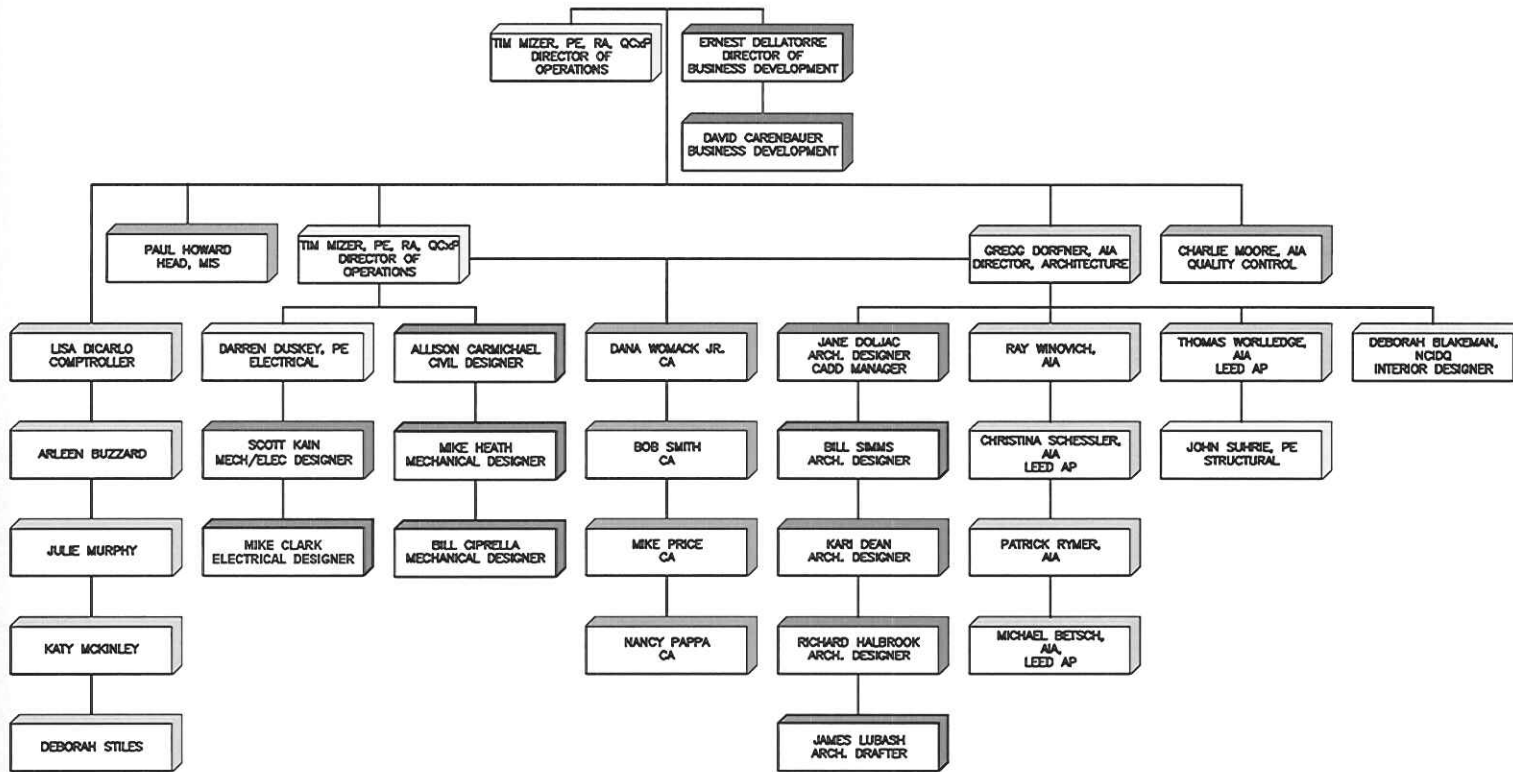 TIM MIZER, PE, RA, QCxP
DIRECTOR OF
OPERATIONS
ERNEST DELLATORRE
DIRECTOR OF
BUSINESS DEVELOPMENT
DAVID CARENBAUER
BUSINESS DEVELOPMENT
PAUL HOWARD
HEAD, MIS
TIM MIZER, PE, RA, QCxP
DIRECTOR OF
OPERATIONS
GREGG DORFNER, AIA
DIRECTOR, ARCHITECTURE
CHARLIE MOORE, AIA
QUALITY CONTROL
LISA DICARLO
COMPTROLLER
DARREN DUSKEY, PE
ELECTRICAL
ALLISON CARMICHAEL
CIVIL DESIGNER
DANA WOMACK JR.
CA
JANE DOLJAC
ARCH. DESIGNER
CADD MANAGER
RAY WINOVICH,
AIA
THOMAS WORLLEDGE,
AIA
LEED AP
DEBORAH BLAKEMAN,
NCIDQ
INTERIOR DESIGNER
ARLEEN BUZZARD
SCOTT KAIN
MECH/ELEC DESIGNER
MIKE HEATH
MECHANICAL DESIGNER
BOB SMITH
CA
BILL SIMMS
ARCH. DESIGNER
CHRISTINA SCHESSLER,
AIA
LEED AP
JOHN SUHRIE, PE
STRUCTURAL
JULIE MURPHY
MIKE CLARK
ELECTRICAL DESIGNER
BILL CIPRELLA
MECHANICAL DESIGNER
MIKE PRICE
CA
KARI DEAN
ARCH. DESIGNER
PATRICK RYMER,
AIA
KATY MCKINLEY
NANCY PAPPA
CA
RICHARD HALBROOK
ARCH. DESIGNER
MICHAEL BETSCH,
AIA,
LEED AP
DEBORAH STILES
JAMES LUBASH
ARCH. DRAFTER